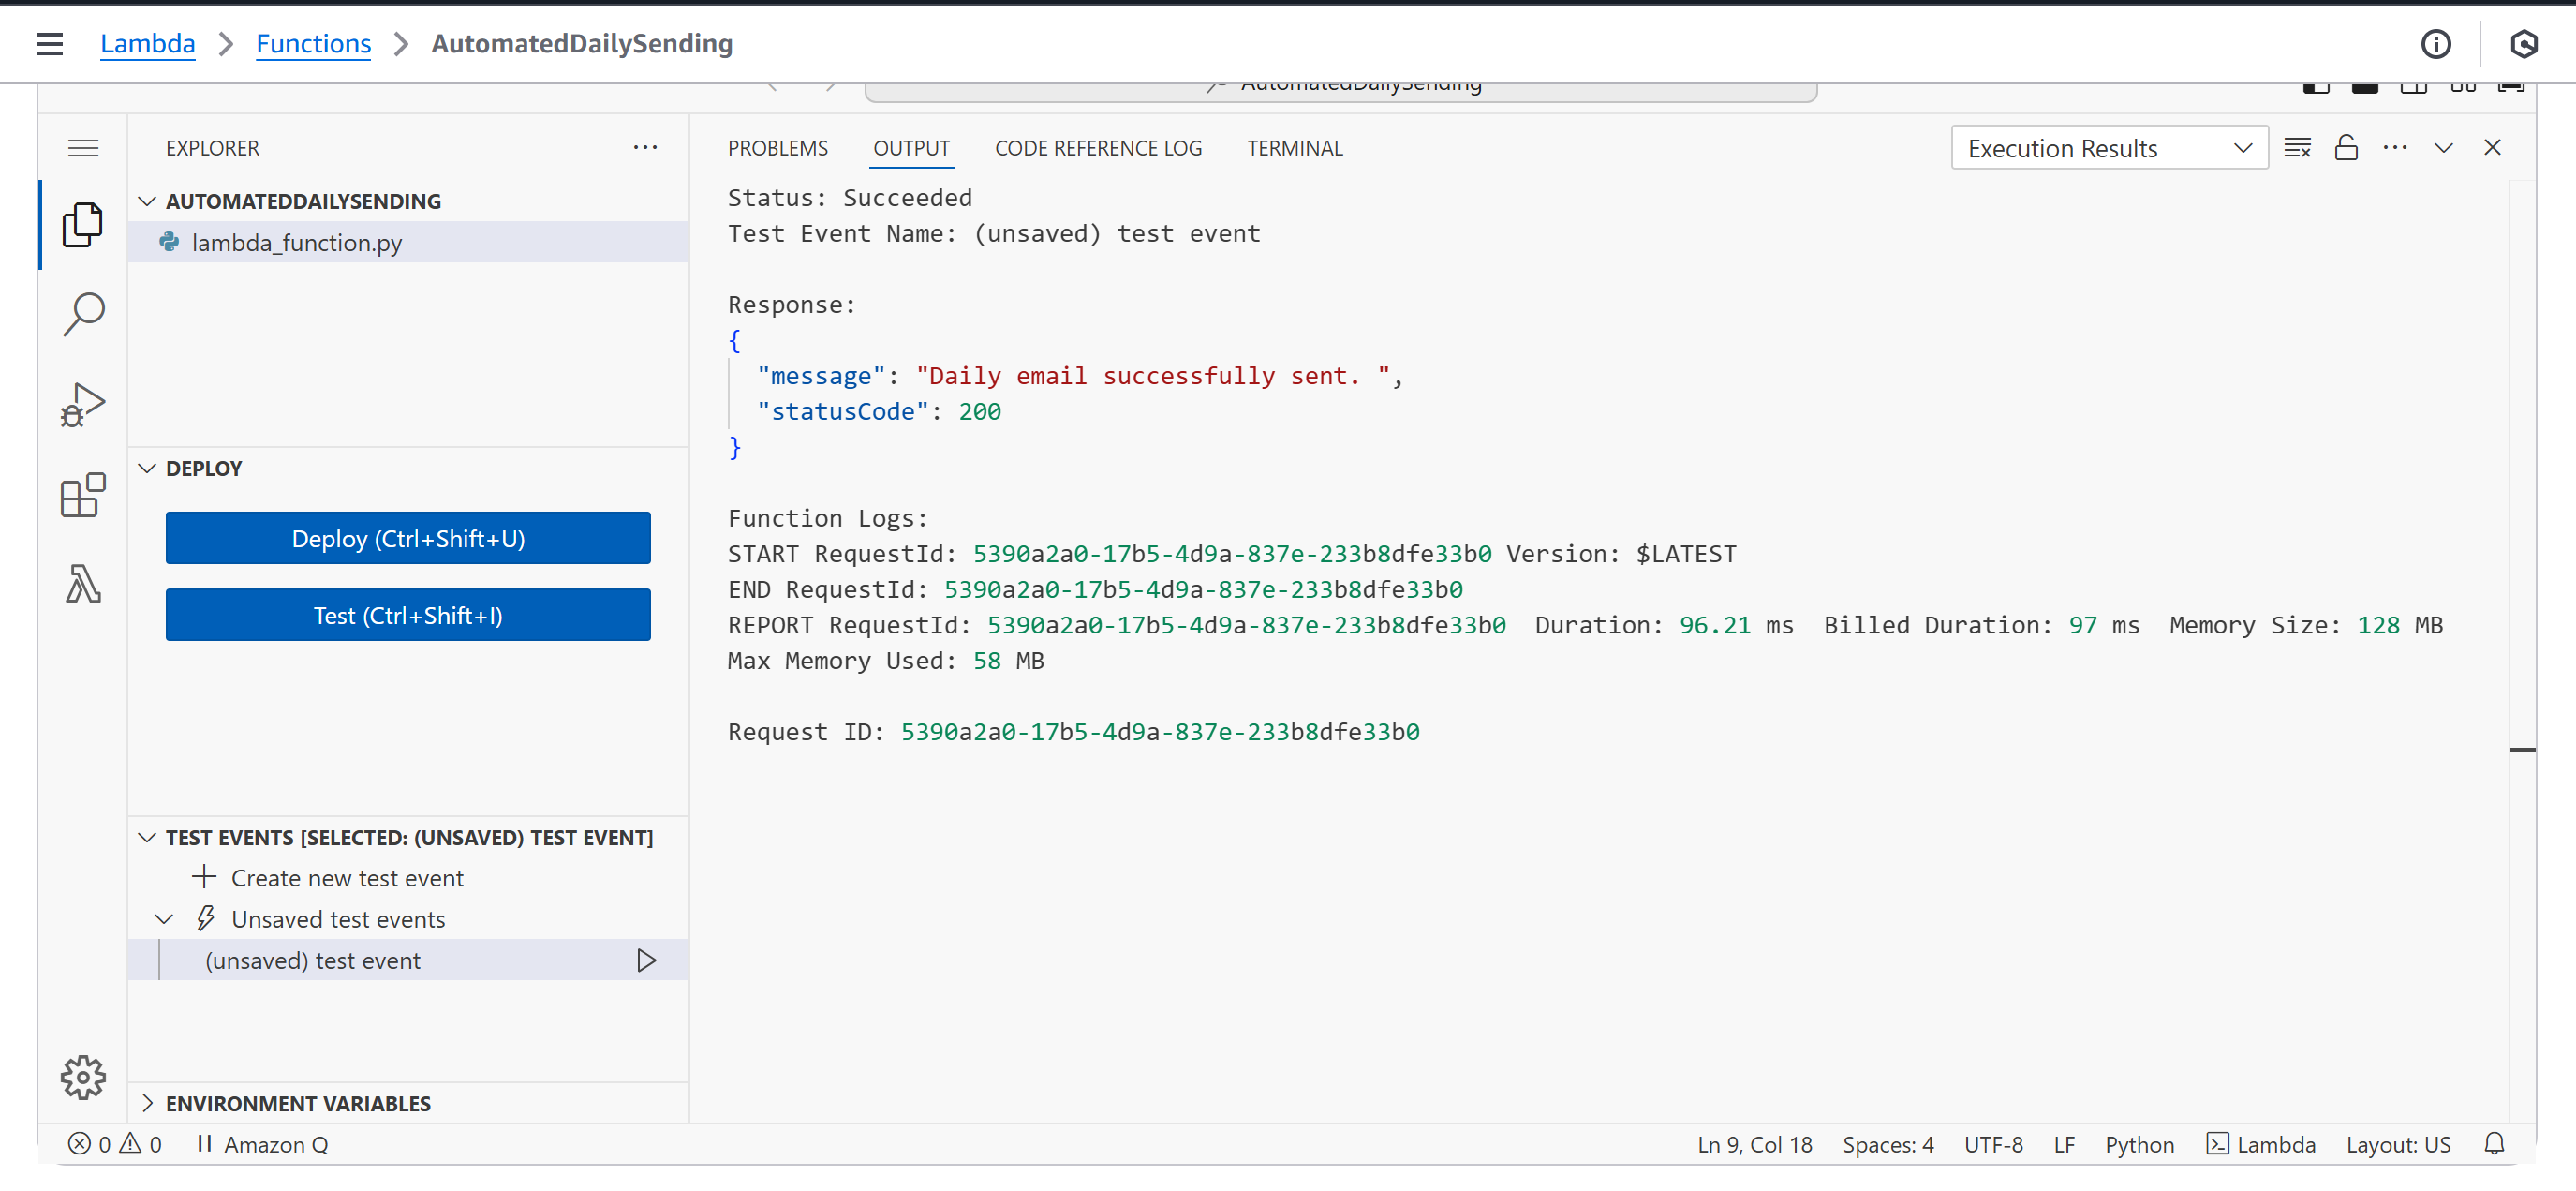 Lambda > Functions > AutomatedDailySending
AutomatedDailySending
EXPLORER
AUTOMATEDDAILYSENDING
lambda_function.py
DEPLOY
Deploy (Ctrl+Shift+U)
Test (Ctrl+Shift+I)
TEST EVENTS [SELECTED: (UNSAVED) TEST EVENT]
Create new test event
Unsaved test events
(unsaved) test event
ENVIRONMENT VARIABLES
PROBLEMS OUTPUT CODE REFERENCE LOG TERMINAL Execution Results
Status: Succeeded
Test Event Name: (unsaved) test event
Response:
{
"message": "Daily email successfully sent. ",
"statusCode": 200
}
Function Logs:
START RequestId: 5390a2a0-17b5-4d9a-837e-233b8dfe33b0 Version: $LATEST
END RequestId: 5390a2a0-17b5-4d9a-837e-233b8dfe33b0
REPORT RequestId: 5390a2a0-17b5-4d9a-837e-233b8dfe33b0 Duration: 96.21 ms Billed Duration: 97 ms Memory Size: 128 MB
Max Memory Used: 58 MB
Request ID: 5390a2a0-17b5-4d9a-837e-233b8dfe33b0
0 0 Amazon Q Ln 9, Col 18 Spaces: 4 UTF-8 LF Python Lambda Layout: US